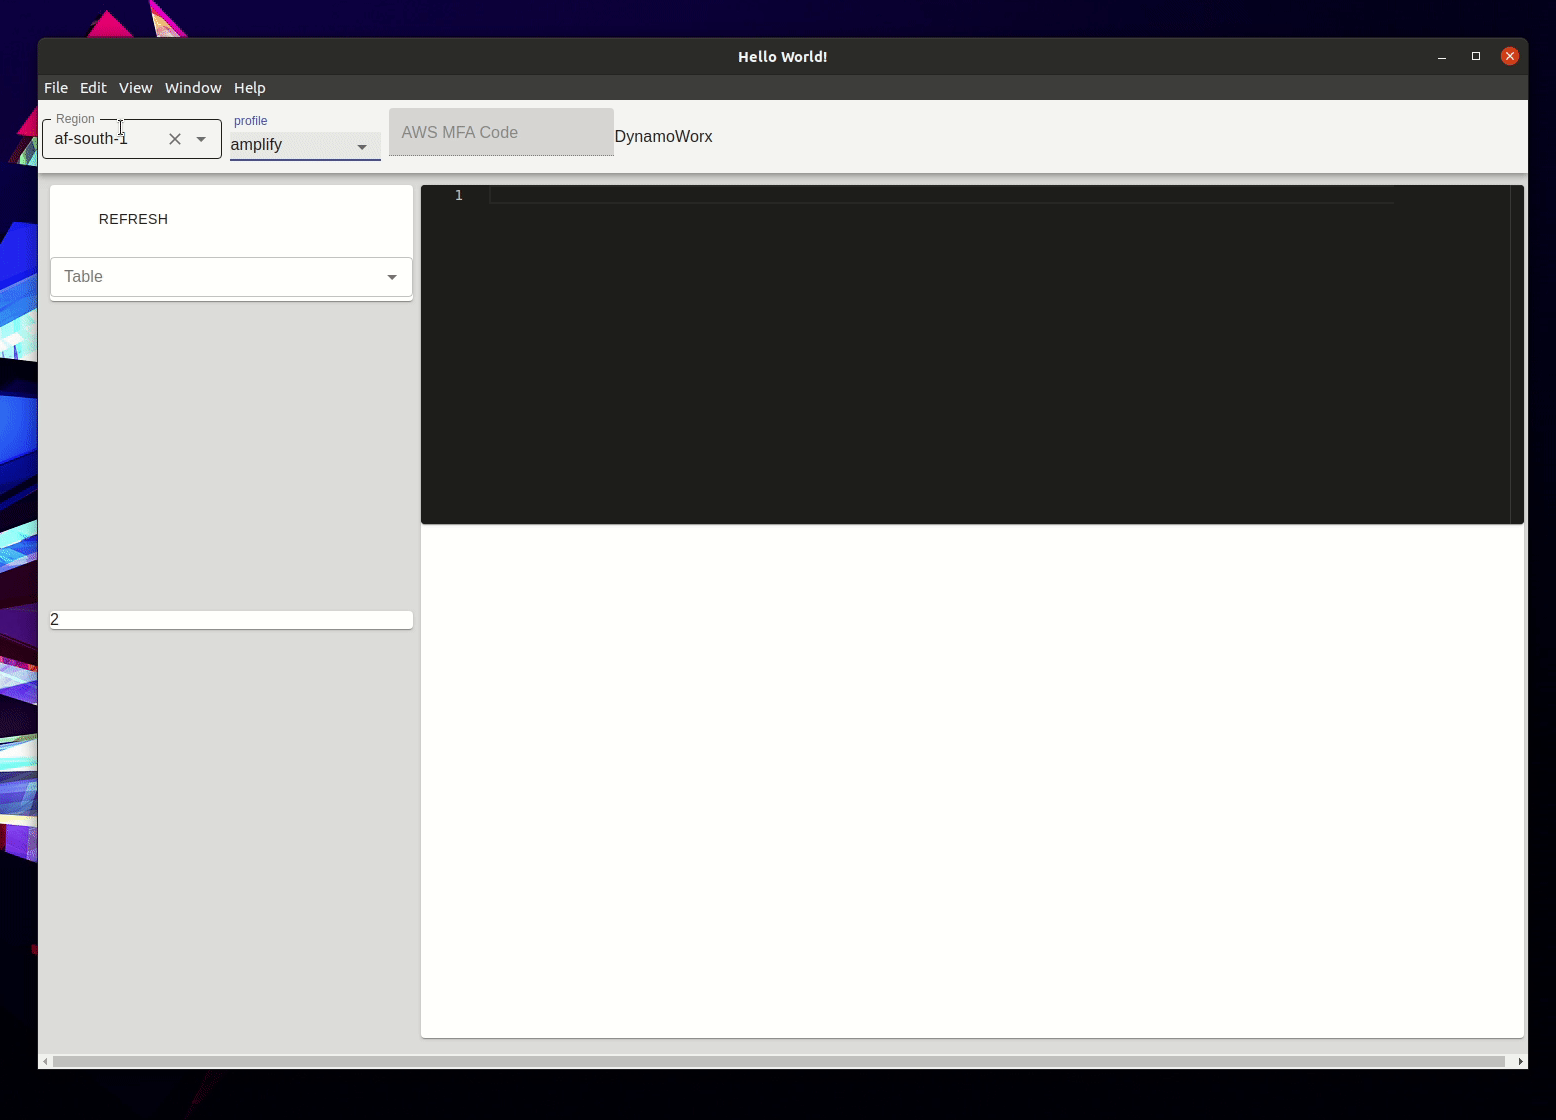 Hello World!
File Edit View Window Help
Region
af-south-1
profile
amplify
AWS MFA Code
DynamoWorx
REFRESH
Table
1
2